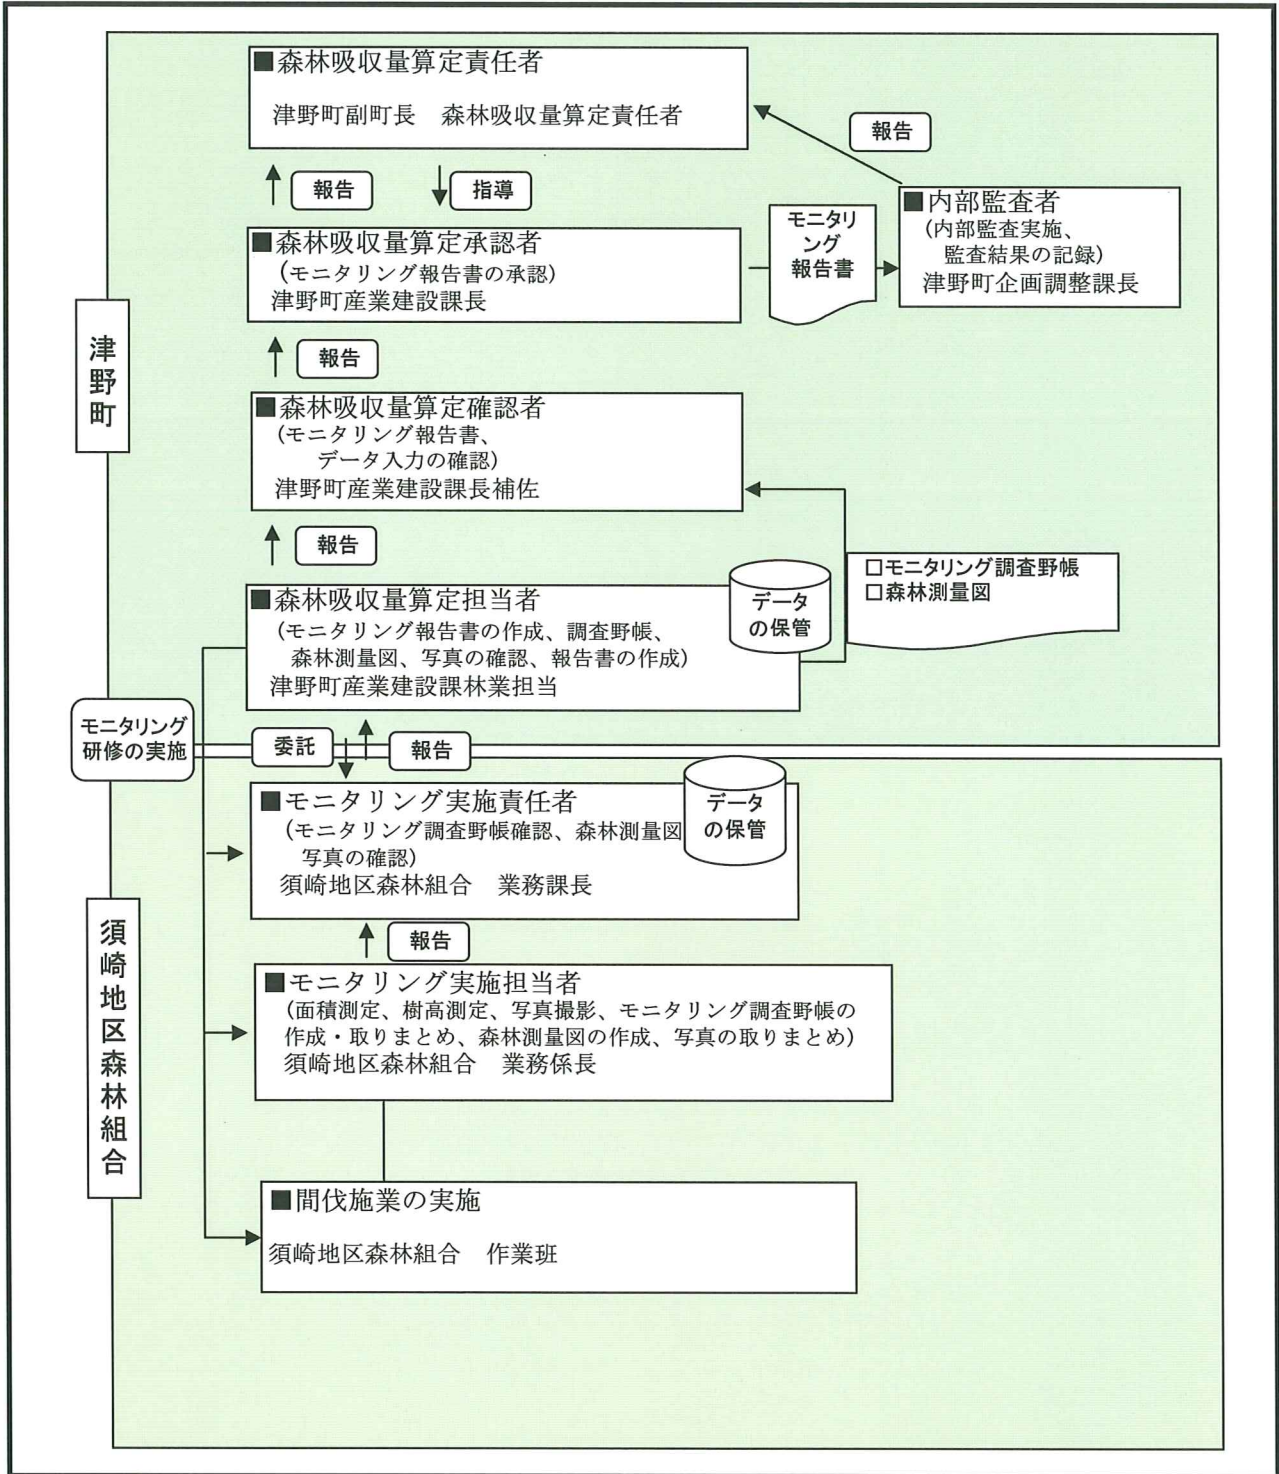 ■森林吸収量算定責任者
津野町副町長　森林吸収量算定責任者
報告
報告
指導
■内部監査者
(内部監査実施、
監査結果の記録)
津野町企画調整課長
モニタリ
ング
報告書
■森林吸収量算定承認者
(モニタリング報告書の承認)
津野町産業建設課長
報告
津野町
■森林吸収量算定確認者
(モニタリング報告書、
データ入力の確認)
津野町産業建設課長補佐
報告
□モニタリング調査野帳
□森林測量図
■森林吸収量算定担当者
(モニタリング報告書の作成、調査野帳、
森林測量図、写真の確認、報告書の作成)
津野町産業建設課林業担当
データ
の保管
モニタリング
研修の実施
委託
報告
■モニタリング実施責任者
(モニタリング調査野帳確認、森林測量図
写真の確認)
須崎地区森林組合　業務課長
データ
の保管
報告
須崎地区森林組合
■モニタリング実施担当者
(面積測定、樹高測定、写真撮影、モニタリング調査野帳の
作成・取りまとめ、森林測量図の作成、写真の取りまとめ)
須崎地区森林組合　業務係長
■間伐施業の実施
須崎地区森林組合　作業班